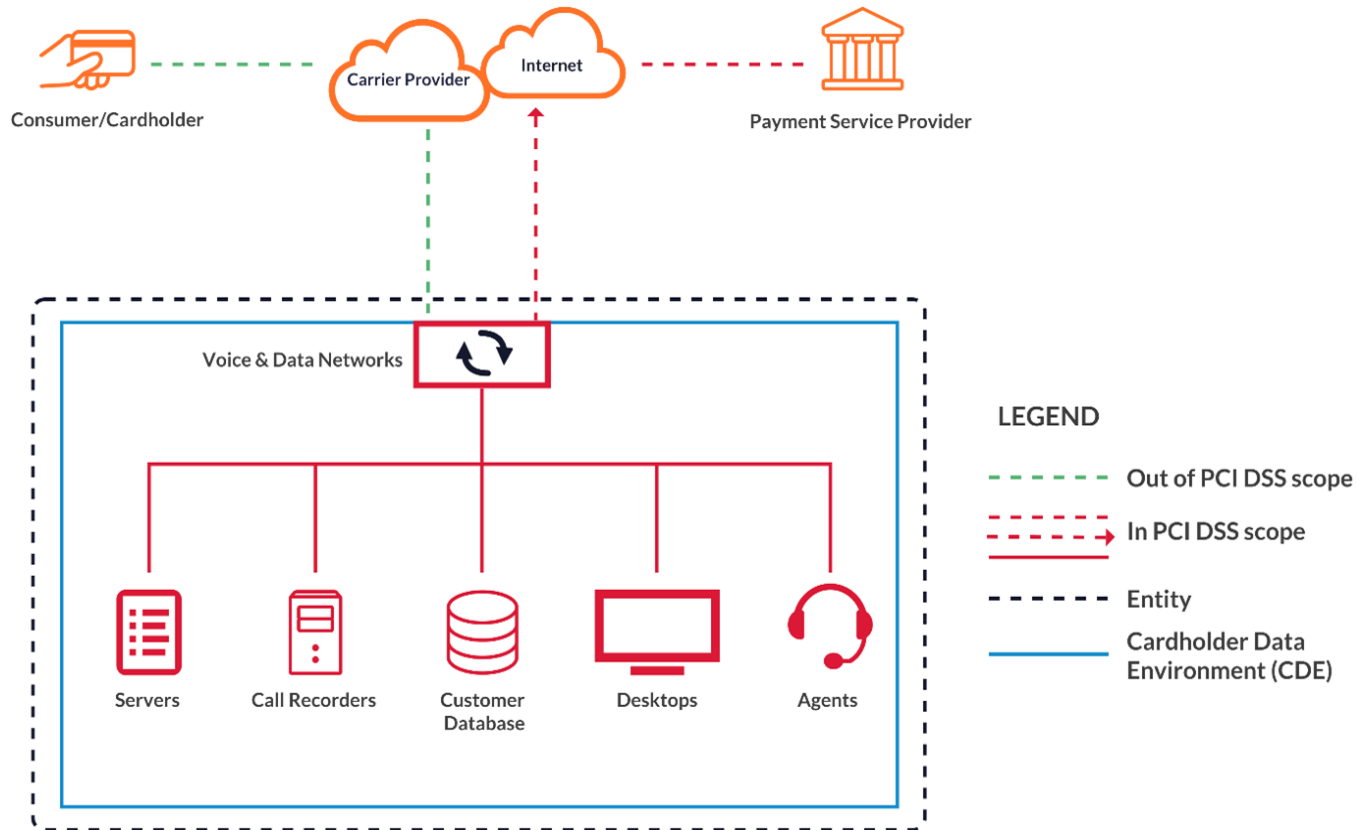 Carrier Provider
Internet
Consumer/Cardholder
Payment Service Provider
Voice & Data Networks
Servers
Call Recorders
Customer
Database
Desktops
Agents
LEGEND
Out of PCI DSS scope
In PCI DSS scope
Entity
Cardholder Data
Environment (CDE)